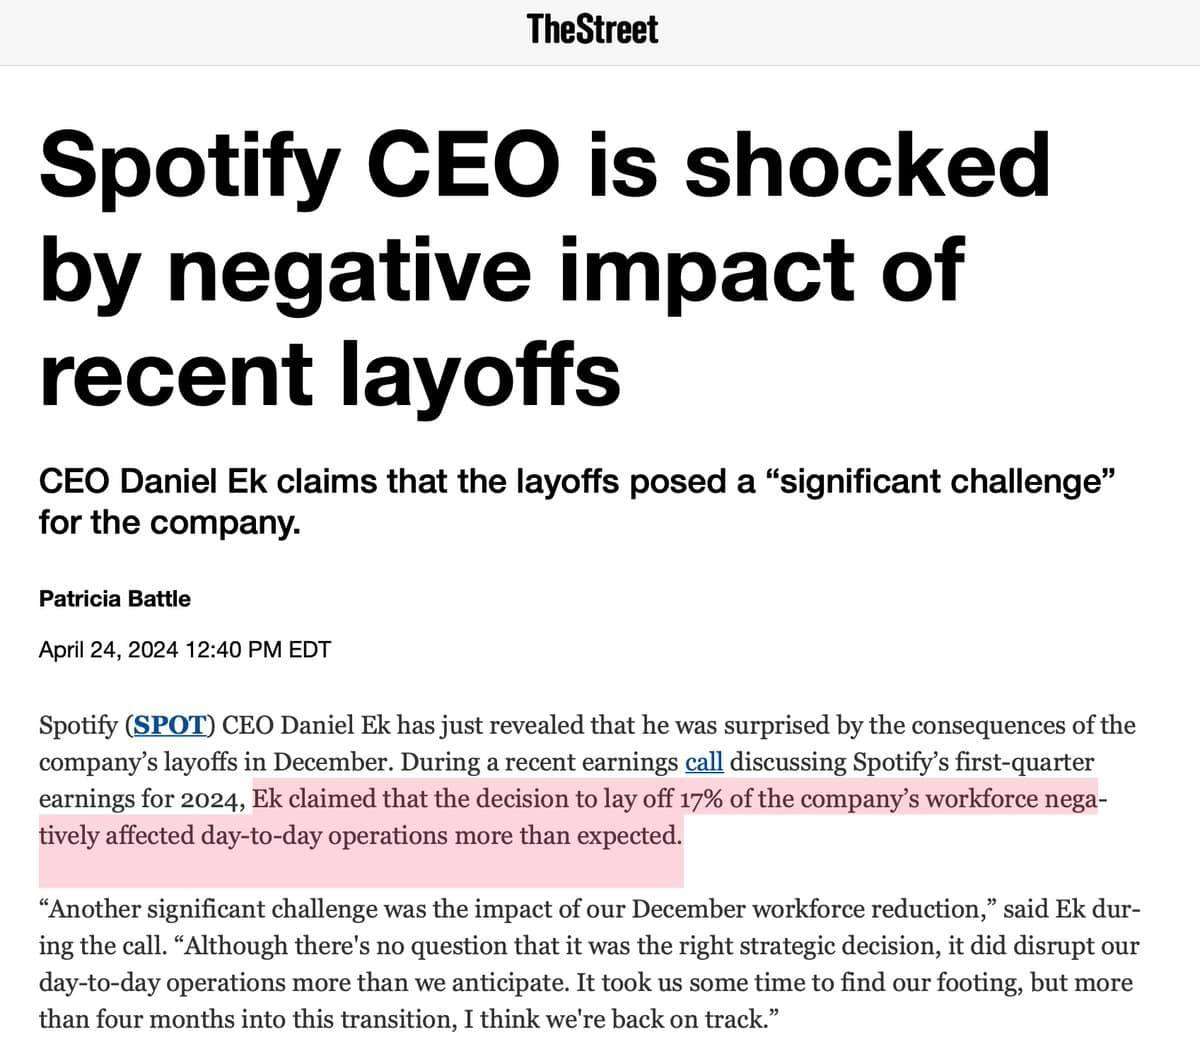 TheStreet
Spotify CEO is shocked
by negative impact of
recent layoffs
CEO Daniel Ek claims that the layoffs posed a “significant challenge”
for the company.
Patricia Battle
April 24, 2024 12:40 PM EDT
Spotify (SPOT) CEO Daniel Ek has just revealed that he was surprised by the consequences of the
company’s layoffs in December. During a recent earnings call discussing Spotify’s first-quarter
earnings for 2024, Ek claimed that the decision to lay off 17% of the company’s workforce nega-
tively affected day-to-day operations more than expected.
“Another significant challenge was the impact of our December workforce reduction,” said Ek dur-
ing the call. “Although there's no question that it was the right strategic decision, it did disrupt our
day-to-day operations more than we anticipate. It took us some time to find our footing, but more
than four months into this transition, I think we're back on track.”